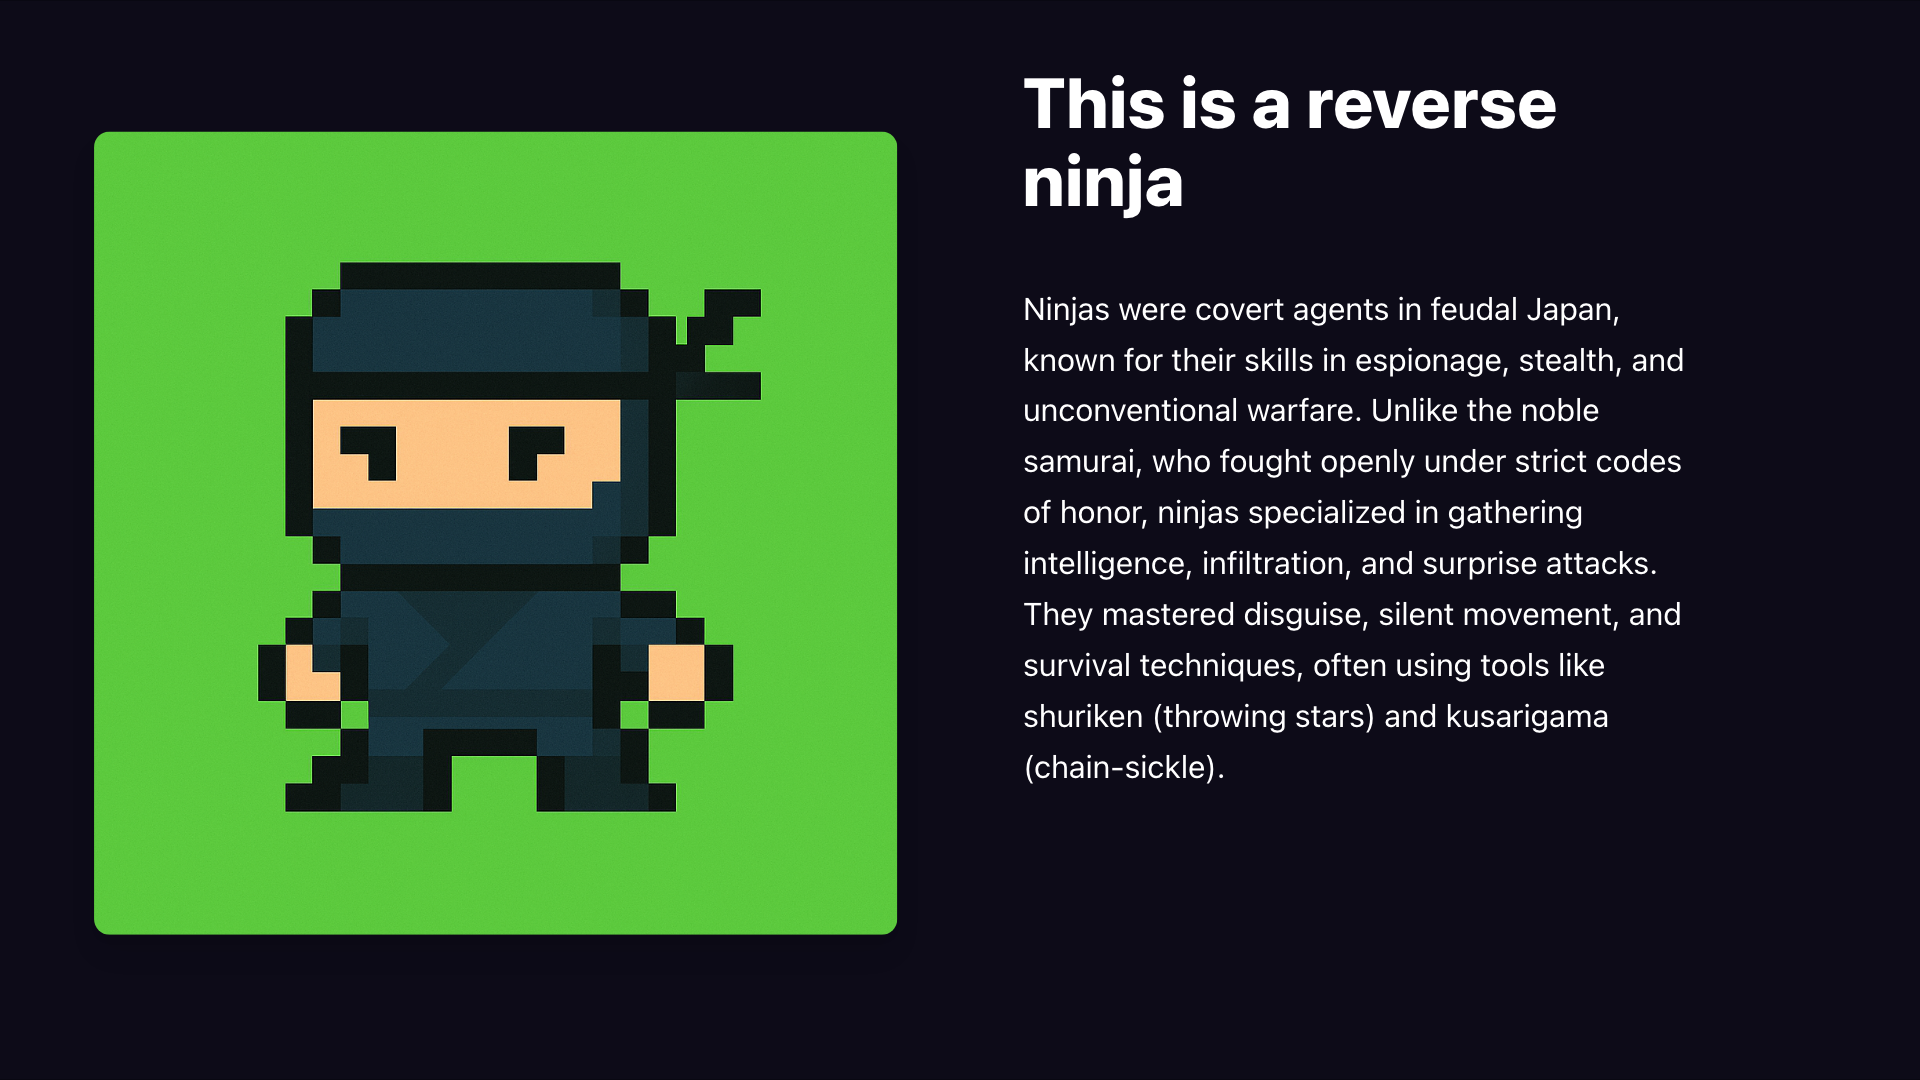 This is a reverse
ninja
Ninjas were covert agents in feudal Japan,
known for their skills in espionage, stealth, and
unconventional warfare. Unlike the noble
samurai, who fought openly under strict codes
of honor, ninjas specialized in gathering
intelligence, infiltration, and surprise attacks.
They mastered disguise, silent movement, and
survival techniques, often using tools like
shuriken (throwing stars) and kusarigama
(chain-sickle).